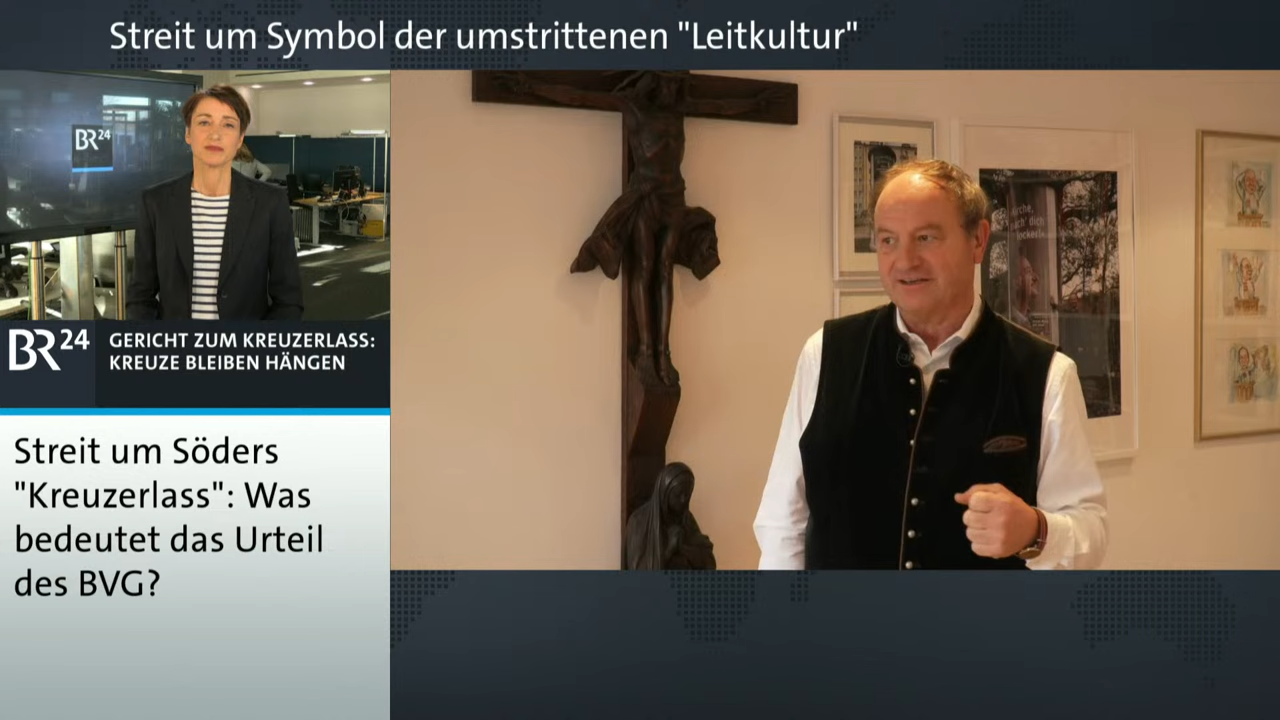 Streit um Symbol der umstrittenen "Leitkultur"
BR24
BR24
GERICHT ZUM KREUZERLASS:
KREUZE BLEIBEN HÄNGEN
Streit um Söders
"Kreuzerlass": Was
bedeutet das Urteil
des BVG?